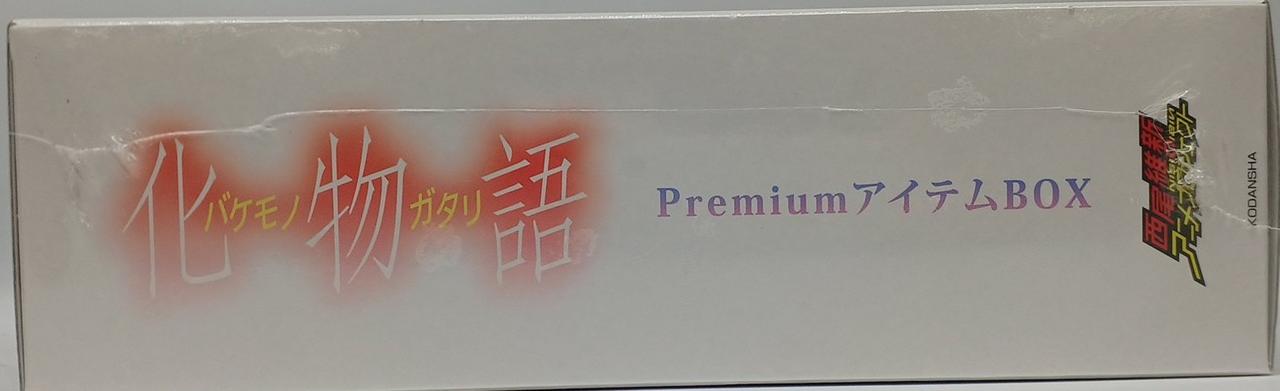 化物語
バケモノ ガタリ
PremiumアイテムBOX
西尾維新
アニメプロジェクト
KODANSHA